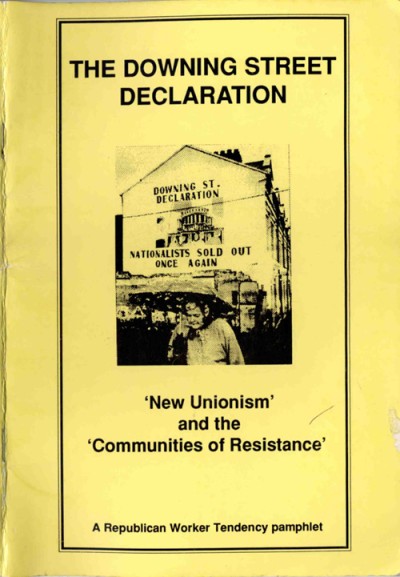 THE DOWNING STREET
DECLARATION
DOWNING ST.
DECLARATION
NATIONALISTS SOLD OUT
ONCE AGAIN
'New Unionism'
and the
'Communities of Resistance'
A Republican Worker Tendency pamphlet